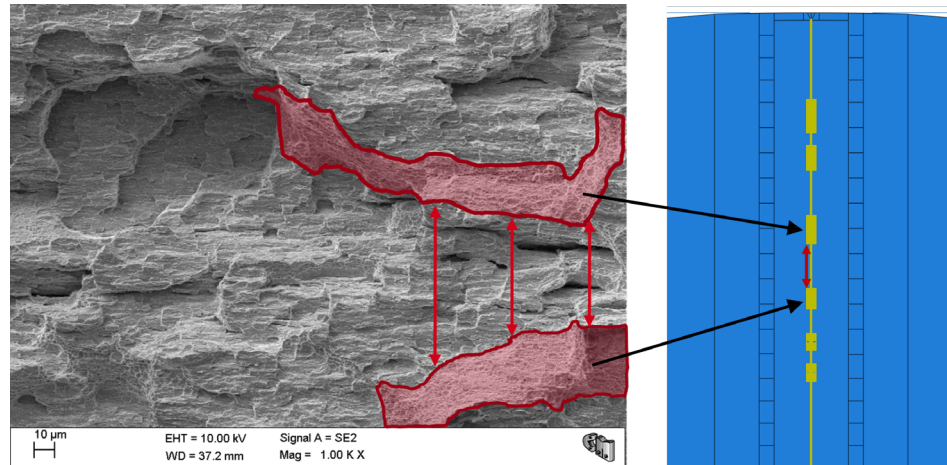 10 µm
EHT = 10.00 kV
Signal A = SE2
WD = 37.2 mm
Mag = 1.00 K X